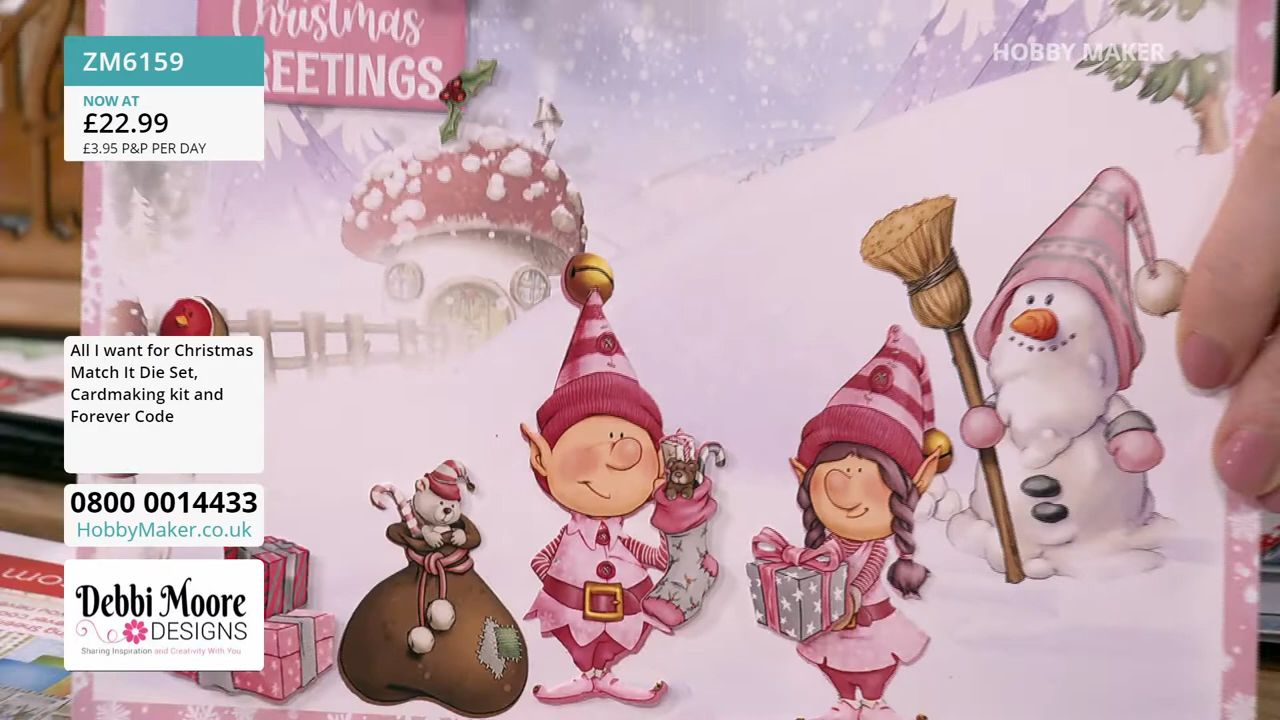 Christmas
REETINGS
HOBBY MAKER
ZM6159
NOW AT
£22.99
£3.95 P&P PER DAY
All I want for Christmas
Match It Die Set,
Cardmaking kit and
Forever Code
0800 0014433
HobbyMaker.co.uk
Debbi Moore
DESIGNS
Sharing Inspiration and Creativity With You